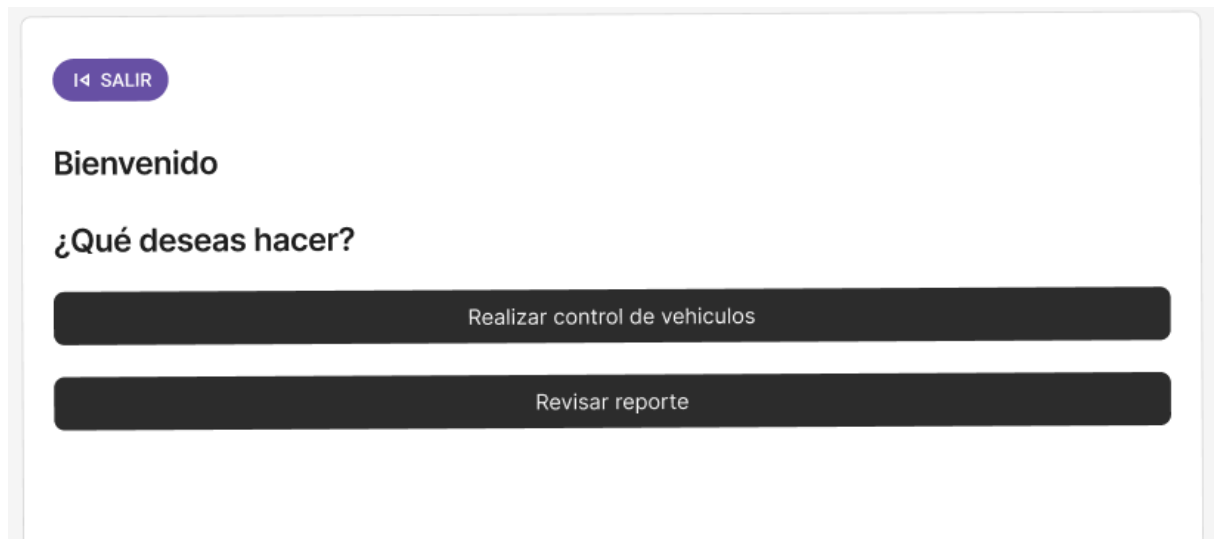 SALIR
Bienvenido
¿Qué deseas hacer?
Realizar control de vehiculos
Revisar reporte